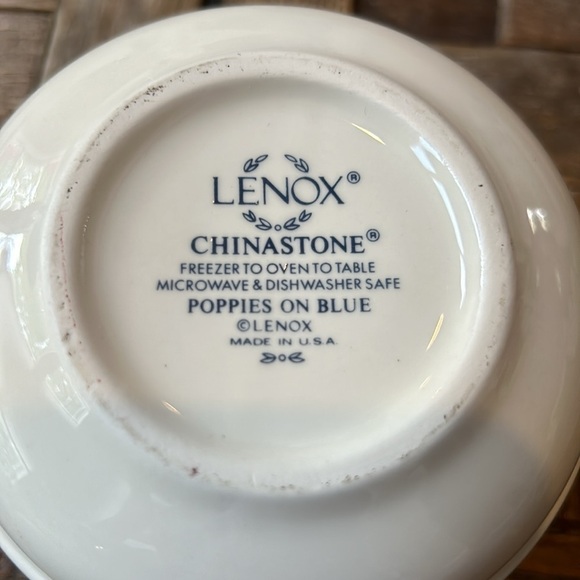 LENOX®
CHINASTONE®
FREEZER TO OVEN TO TABLE
MICROWAVE & DISHWASHER SAFE
POPPIES ON BLUE
©LENOX
MADE IN U.S.A.